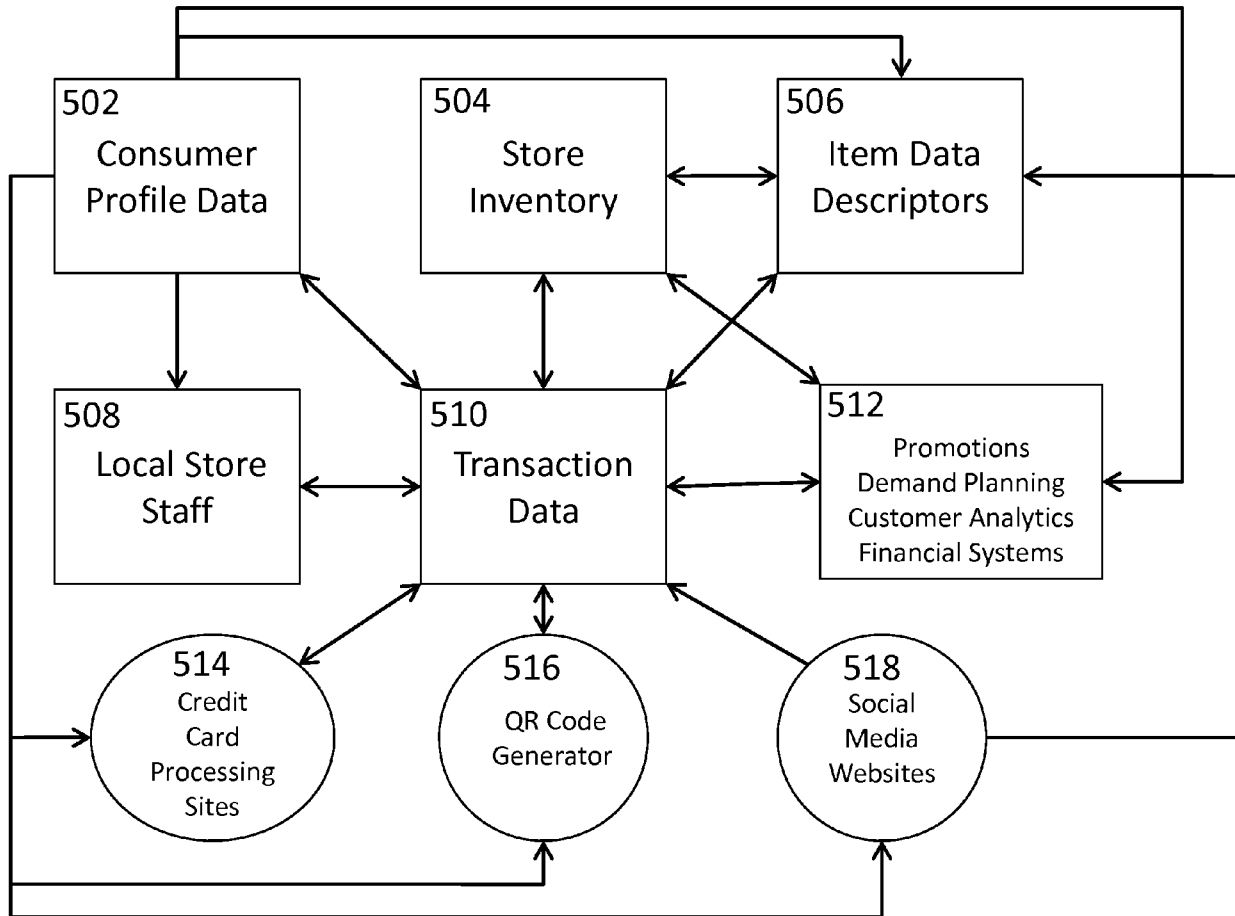 502
Consumer
Profile Data
504
Store
Inventory
506
Item Data
Descriptors
508
Local Store
Staff
510
Transaction
Data
512
Promotions
Demand Planning
Customer Analytics
Financial Systems
514
Credit
Card
Processing
Sites
516
QR Code
Generator
518
Social
Media
Websites